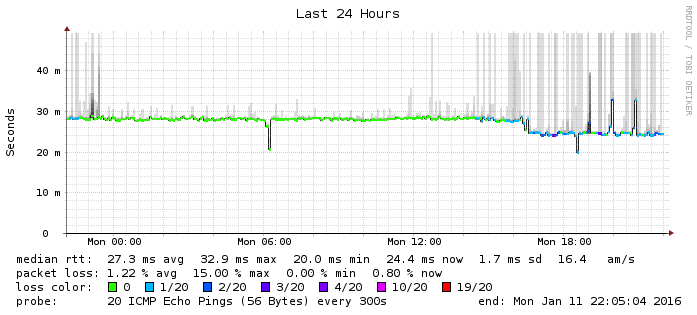 Last 24 Hours
RRDTOOL / TOBI OETIKER
Seconds
40 m
30 m
20 m
10 m
0
Mon 00:00 Mon 06:00 Mon 12:00 Mon 18:00
median rtt: 27.3 ms avg 32.9 ms max 20.0 ms min 24.4 ms now 1.7 ms sd 16.4 am/s
packet loss: 1.22 % avg 15.00 % max 0.00 % min 0.80 % now
loss color: 0 1/20 2/20 3/20 4/20 10/20 19/20
probe: 20 ICMP Echo Pings (56 Bytes) every 300s end: Mon Jan 11 22:05:04 2016